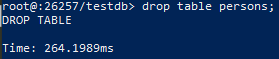 root@:26257/testdb> drop table persons;
DROP TABLE
Time: 264.1989ms